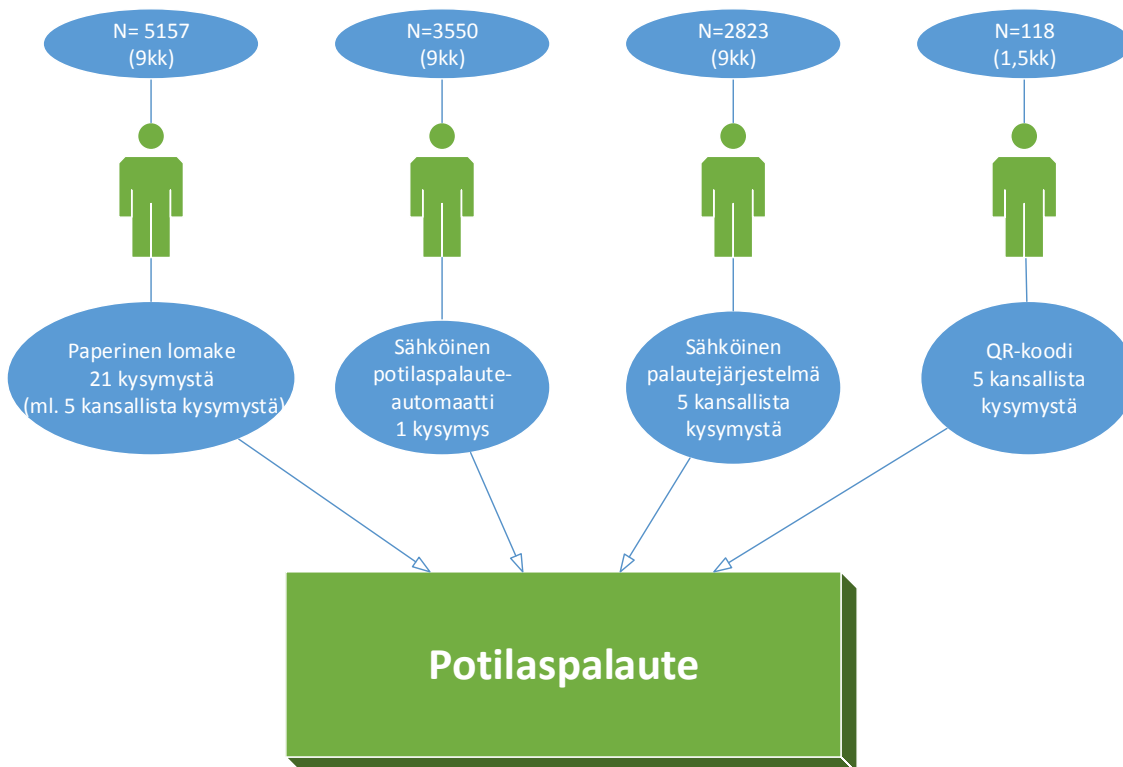 N= 5157
(9kk)
N=3550
(9kk)
N=2823
(9kk)
N=118
(1,5kk)
Paperinen lomake
21 kysymystä
(ml. 5 kansallista kysymystä)
Sähköinen
potilaspalaute-
automaatti
1 kysymys
Sähköinen
palautejärjestelmä
5 kansallista
kysymystä
QR-koodi
5 kansallista
kysymystä
Potilaspalaute